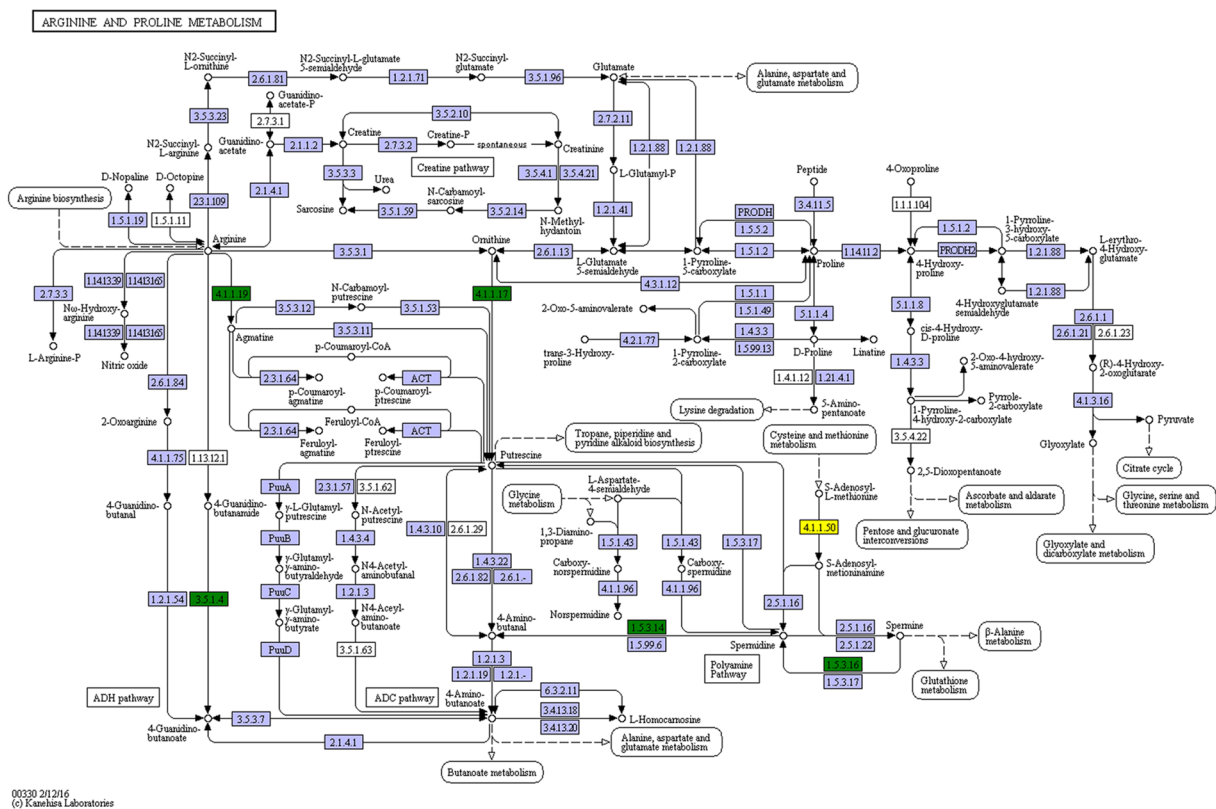 ARGININE AND PROLINE METABOLISM
N2-Succinyl-
L-ornithine
2.6.1.81
N2-Succinyl-L-glutamate
5-semialdehyde
1.2.1.71
N2-Succinyl-
glutamate
3.5.1.96
Glutamate
Alanine, aspartate and
glutamate metabolism
3.5.3.23
Guanidino-
acetate-P
2.7.3.1
3.5.2.10
2.7.2.11
N2-Succinyl-
L-arginine
Guanidino-
acetate
2.1.1.2
Creatine
2.7.3.2
Creatine-P
spontaneous
Creatinine
1.2.1.88
1.2.1.88
Creatine pathway
3.5.3.3
Urea
3.5.4.1
3.5.4.21
L-Glutamyl-P
Peptide
4-Oxoproline
D-Nopaline
D-Octopine
2.1.4.1
N-Carbamoyl-
sarcosine
Arginine biosynthesis
2.3.1.109
Sarcosine
3.5.1.59
3.5.2.14
N-Methyl-
hydantoin
1.2.1.41
3.4.11.5
1.1.1.104
1.5.1.19
1.5.1.11
PRODH
1.5.5.2
1.5.1.2
1-Pyrroline-
3-hydroxy-
5-carboxylate
Arginine
3.5.3.1
Ornithine
2.6.1.13
L-Glutamate
5-semialdehyde
1-Pyrroline-
5-carboxylate
1.5.1.2
Proline
1.14.11.2
4-Hydroxy-
proline
PRODH2
1.2.1.88
L-erythro-
4-Hydroxy-
glutamate
2.7.3.3
1.14.13.39
1.14.13.165
Nω-Hydroxy-
arginine
1.14.13.39
1.14.13.165
Nitric oxide
L-Arginine-P
4.1.1.19
N-Carbamoyl-
putrescine
3.5.3.12
3.5.1.53
4.1.1.17
4.3.1.12
1.2.1.88
4-Hydroxyglutamate
semialdehyde
Agmatine
3.5.3.11
2-Oxo-5-aminovalerate
1.5.1.1
1.5.1.49
5.1.1.4
5.1.1.8
cis-4-Hydroxy-
D-proline
2.6.1.1
2.6.1.21
2.6.1.23
p-Coumaroyl-CoA
trans-3-Hydroxy-
proline
4.2.1.77
1-Pyrroline-
2-carboxylate
1.4.3.3
1.5.99.13
D-Proline
Linatine
1.4.3.3
2-Oxo-4-hydroxy-
5-aminovalerate
(R)-4-Hydroxy-
2-oxoglutarate
2.3.1.64
ACT
p-Coumaroyl-
agmatine
p-Coumaroyl-
ptrescine
2.6.1.84
1.4.1.12
1.21.4.1
4.1.3.16
Lysine degradation
5-Amino-
pentanoate
1-Pyrroline-
4-hydroxy-2-carboxylate
Pyrrole-
2-carboxylate
Pyruvate
2-Oxoarginine
Feruloyl-CoA
2.3.1.64
ACT
Feruloyl-
agmatine
Feruloyl-
ptrescine
Tropane, piperidine and
pyridine alkaloid biosynthesis
Cysteine and methionine
metabolism
3.5.4.22
Glyoxylate
4.1.1.75
1.13.12.1
Putrescine
2,5-Dioxopentanoate
Citrate cycle
PuuA
2.3.1.57
3.5.1.62
Glycine
metabolism
L-Aspartate-
4-semialdehyde
S-Adenosyl-
L-methionine
Ascorbate and aldarate
metabolism
Glycine, serine and
threonine metabolism
4-Guanidino-
butanal
4-Guanidino-
butanamide
γ-L-Glutamyl-
putrescine
N-Acetyl-
putrescine
1.4.3.10
2.6.1.29
1,3-Diamino-
propane
4.1.1.50
Pentose and glucuronate
interconversions
PuuB
1.4.3.4
1.5.1.43
1.5.1.43
1.5.3.17
Glyoxylate and
dicarboxylate metabolism
γ-Glutamyl-
γ-amino-
butyraldehyde
N4-Acetyl-
aminobutanal
1.4.3.22
2.6.1.82
2.6.1.-
Carboxy-
norspermidine
Carboxy-
spermidine
S-Adenosyl-
metioninamine
1.2.1.54
3.5.1.4
PuuC
1.2.1.3
4.1.1.96
4.1.1.96
2.5.1.16
γ-Glutamyl-
γ-amino-
butyrate
N4-Acetyl-
amino-
butanoate
Norspermidine
4-Amino-
butanal
1.5.3.14
1.5.99.6
Spermidine
2.5.1.16
2.5.1.22
Spermine
β-Alanine
metabolism
PuuD
3.5.1.63
1.2.1.3
1.2.1.19
1.2.1.-
Polyamine
Pathway
1.5.3.16
1.5.3.17
Glutathione
metabolism
ADH pathway
ADC pathway
4-Amino-
butanoate
6.3.2.11
3.4.13.18
3.4.13.20
L-Homocarnosine
4-Guanidino-
butanoate
3.5.3.7
2.1.4.1
Alanine, aspartate and
glutamate metabolism
Butanoate metabolism
00330 2/12/16
(c) Kanehisa Laboratories